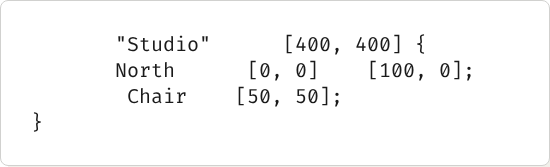 "Studio" [400, 400] {
North [0, 0] [100, 0];
Chair [50, 50];
}